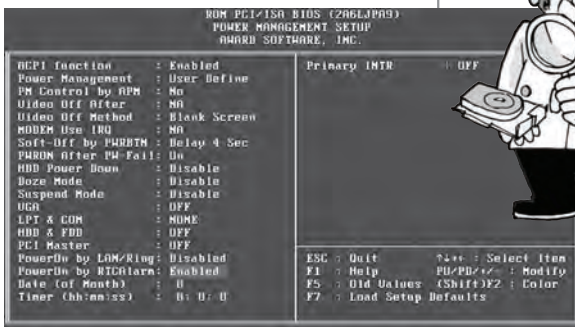 ROM PCI/ISA BIOS (2A6LJPA9)
POWER MANAGEMENT SETUP
AWARD SOFTWARE, INC.
ACPI function : Enabled
Power Management : User Define
PM Control by APM : No
Video Off After : NA
Video Off Method : Blank Screen
MODEM Use IRQ : NA
Soft-Off by PWRBTN : Delay 4 Sec
PWRON After PW-Fail: On
HDD Power Down : Disable
Doze Mode : Disable
Suspend Mode : Disable
VGA : OFF
LPT & COM : NONE
HDD & FDD : OFF
PCI Master : OFF
PowerOn by LAN/Ring: Disabled
PowerOn by RTCAlarm: Enabled
Date (of Month) : 0
Timer (hh:mm:ss) : 0: 0: 0
Primary INTR : OFF
ESC : Quit ↑↓→← : Select Item
F1 : Help PU/PD/+/- : Modify
F5 : Old Values (Shift)F2 : Color
F7 : Load Setup Defaults